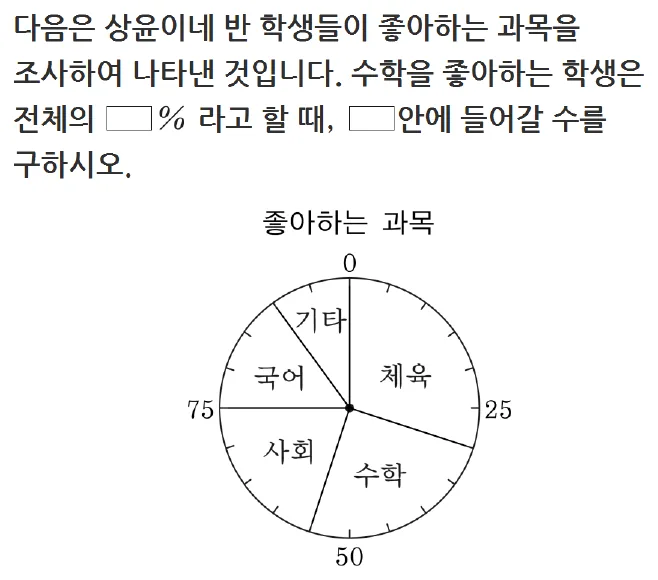 다음은 상윤이네 반 학생들이 좋아하는 과목을
조사하여 나타낸 것입니다. 수학을 좋아하는 학생은
전체의 □% 라고 할 때, □안에 들어갈 수를
구하시오.
좋아하는 과목
0
기타
체육
국어
75
25
사회
수학
50